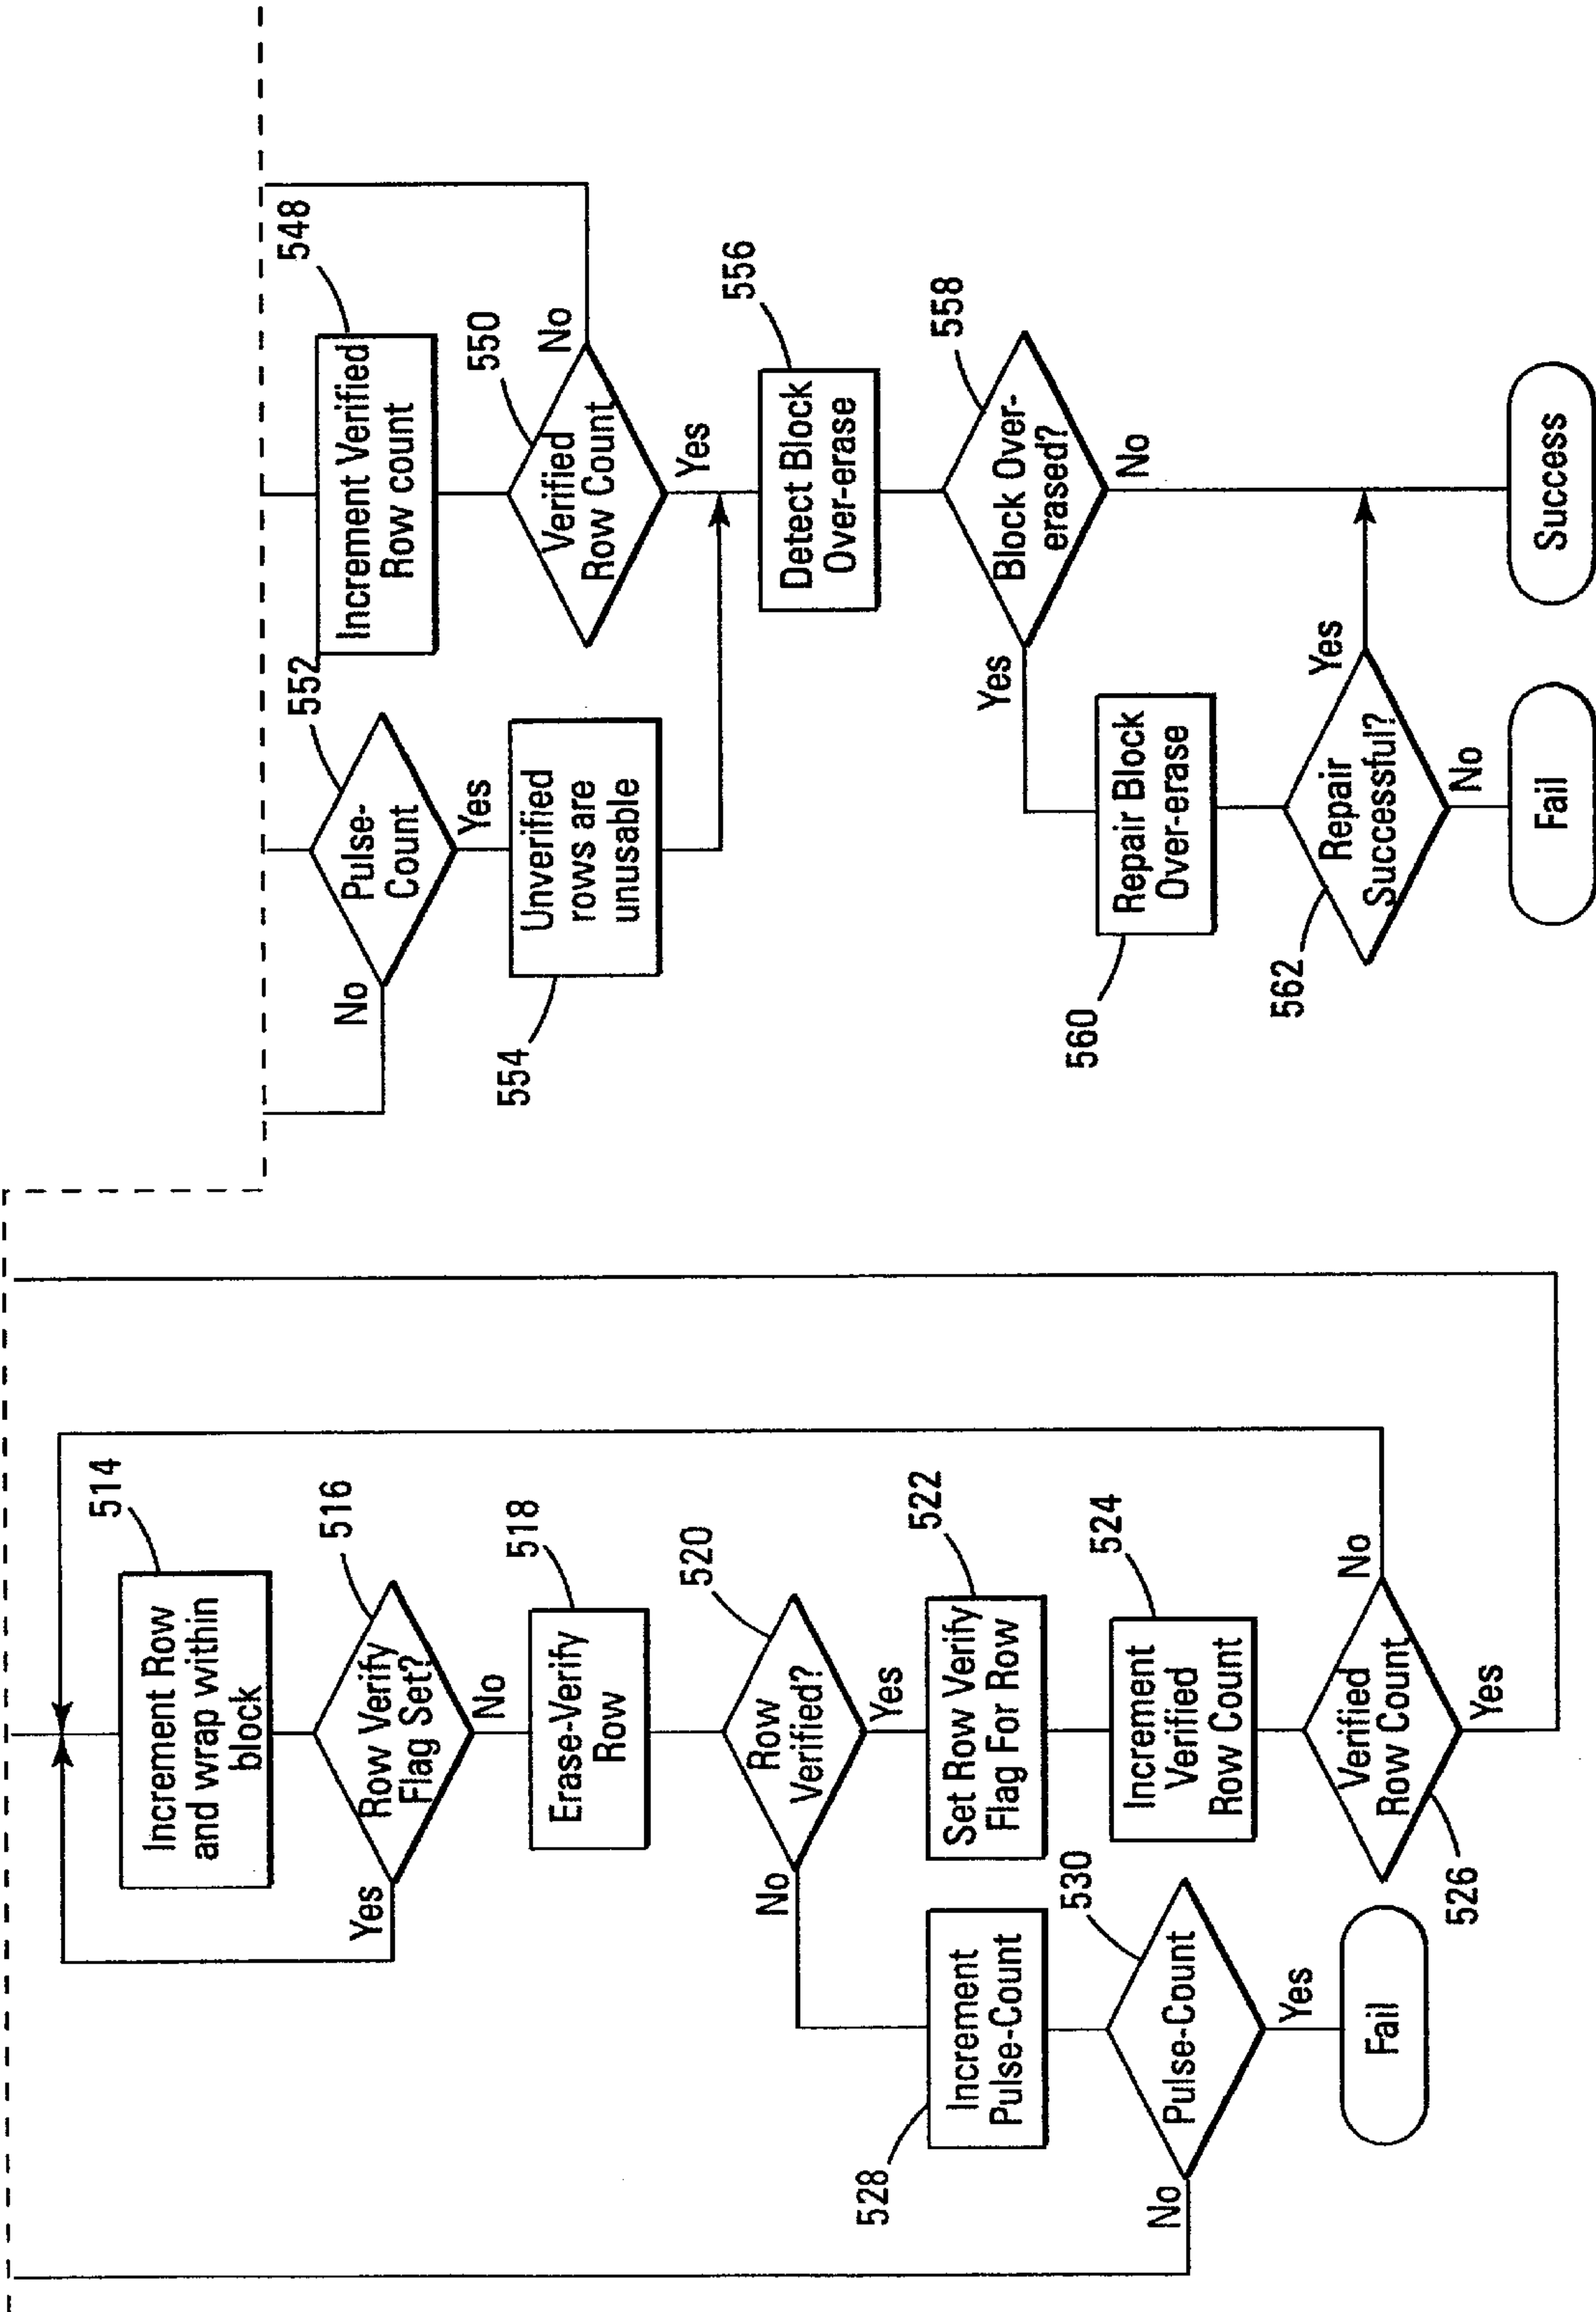 514
Increment Row
and wrap within
block
516
Row Verify
Flag Set?
Yes
No
518
Erase-Verify
Row
520
Row
Verified?
No
Yes
522
Set Row Verify
Flag For Row
524
Increment
Verified
Row Count
Verified
Row Count
526
No
Yes
528
Increment
Pulse-Count
530
Pulse-Count
No
Yes
Fail
548
Increment Verified
Row count
550
Verified
Row Count
No
Yes
552
Pulse-
Count
No
Yes
554
Unverified
rows are
unusable
556
Detect Block
Over-erase
558
Block Over-
erased?
Yes
No
560
Repair Block
Over-erase
562
Repair
Successful?
Yes
No
Fail
Success